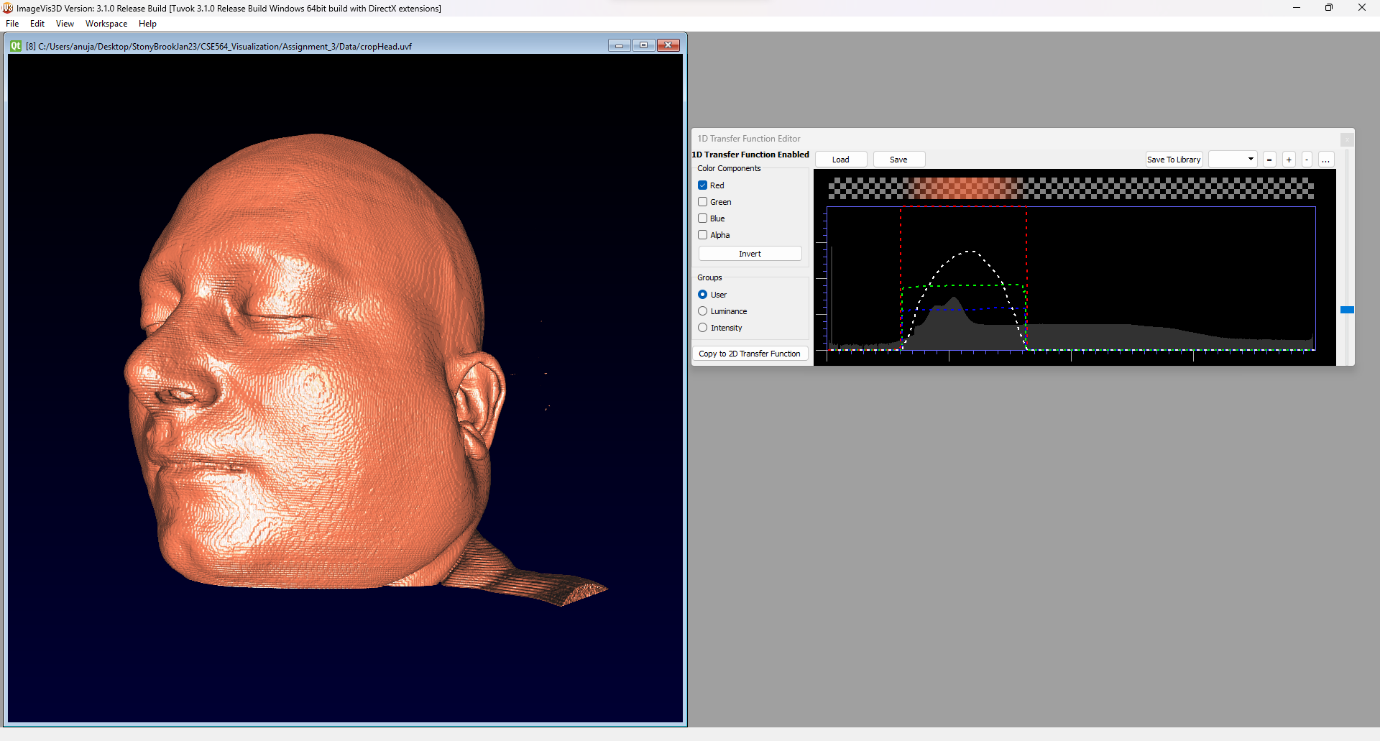 ImageVis3D Version: 3.1.0 Release Build [Tuvok 3.1.0 Release Build Windows 64bit build with DirectX extensions]
File Edit View Workspace Help
Qt [8] C:/Users/anuja/Desktop/StonyBrookJan23/CSE564_Visualization/Assignment_3/Data/cropHead.uvf
1D Transfer Function Editor
1D Transfer Function Enabled
Load Save Save To Library = + - ...
Color Components
Red
Green
Blue
Alpha
Invert
Groups
User
Luminance
Intensity
Copy to 2D Transfer Function